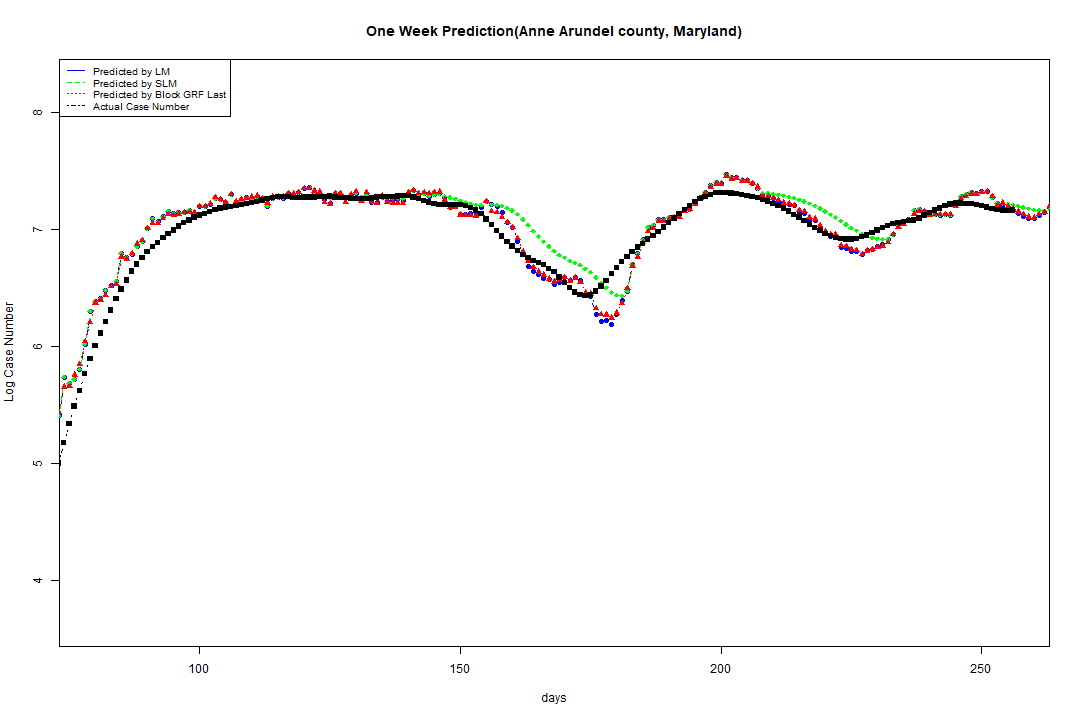 One Week Prediction(Anne Arundel county, Maryland)
Predicted by LM
Predicted by SLM
Predicted by Block GRF Last
Actual Case Number
8
7
6
5
4
Log Case Number
100 150 200 250
days